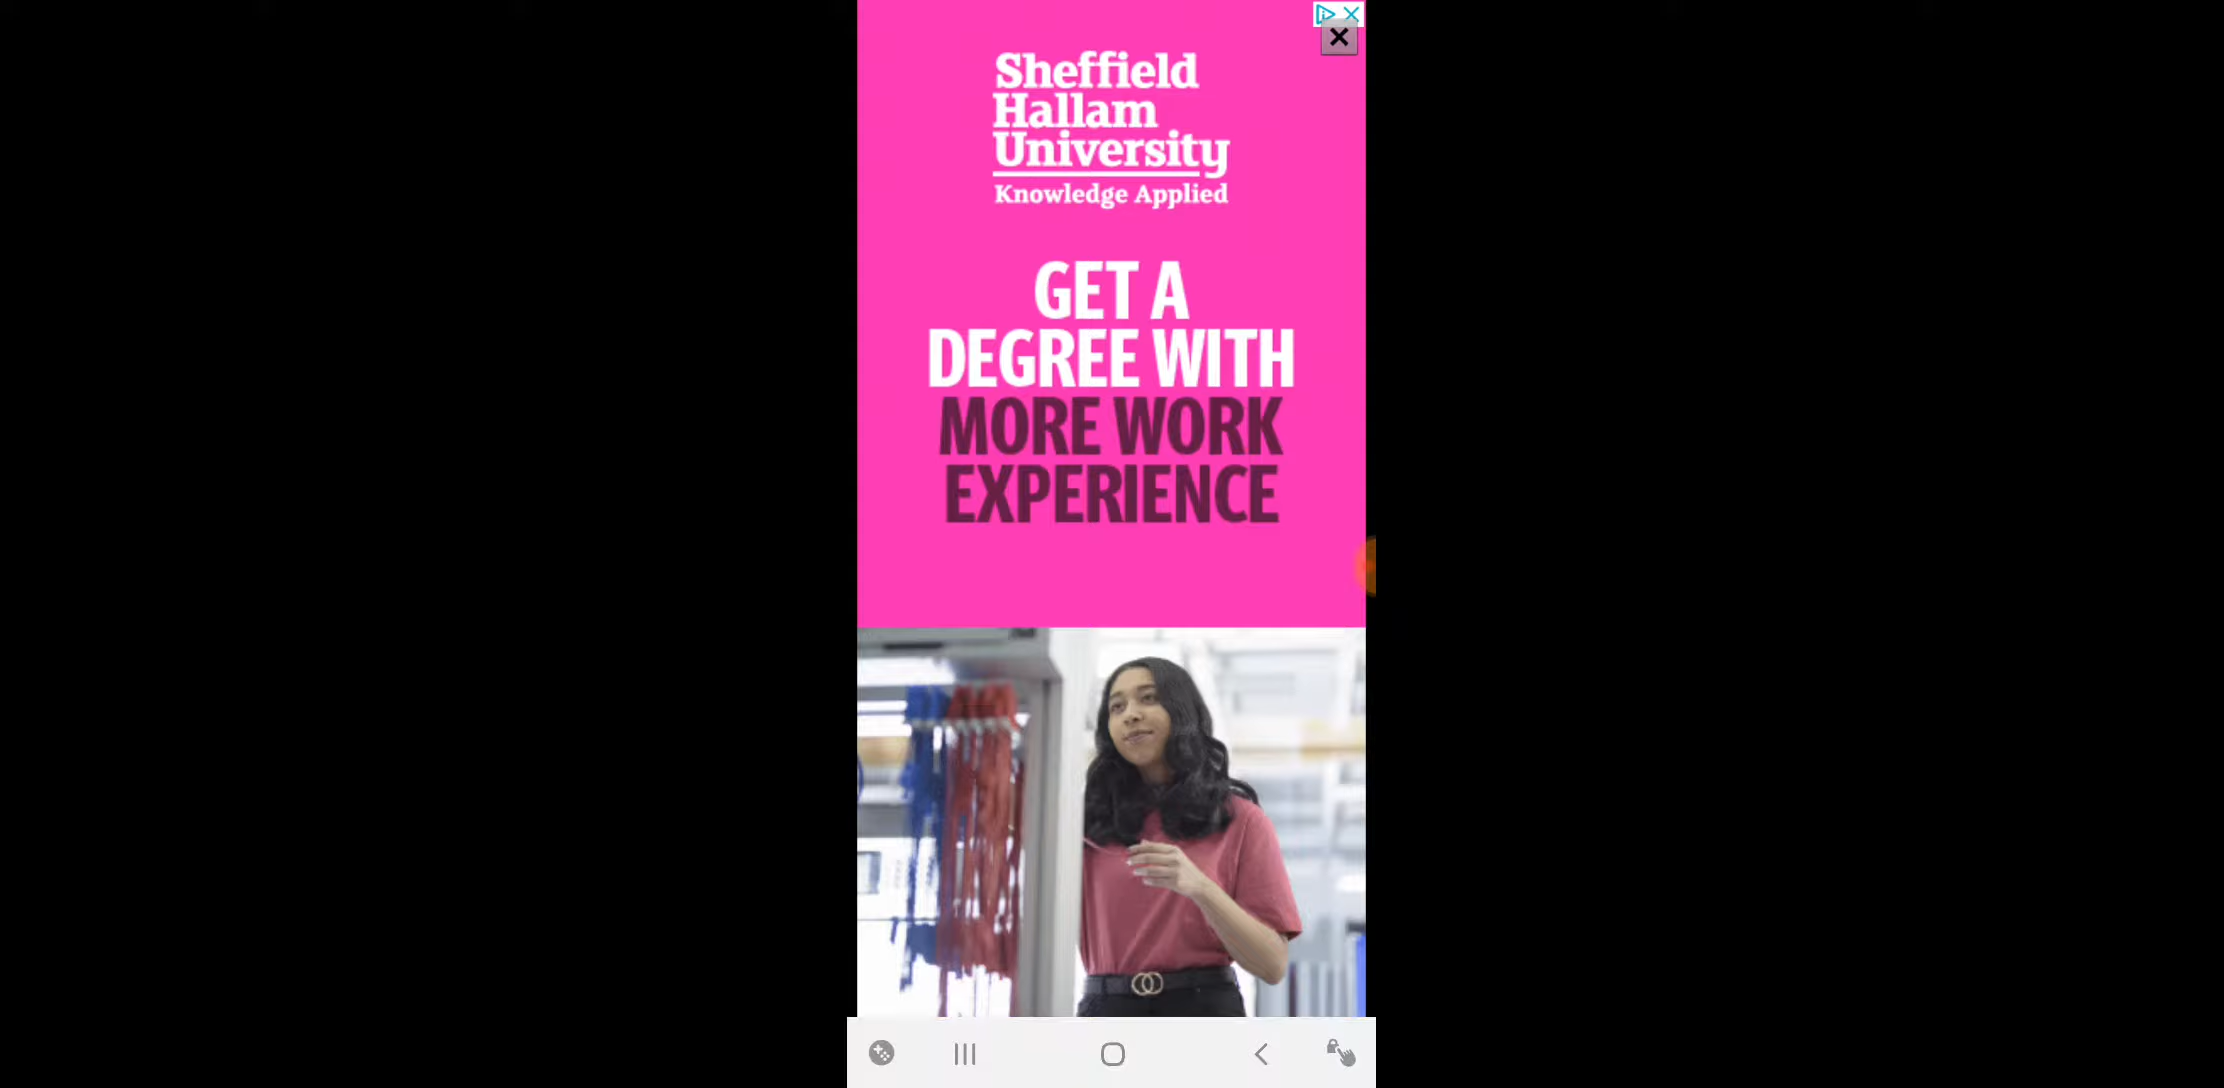 Sheffield
Hallam
University
Knowledge Applied
GET A
DEGREE WITH
MORE WORK
EXPERIENCE